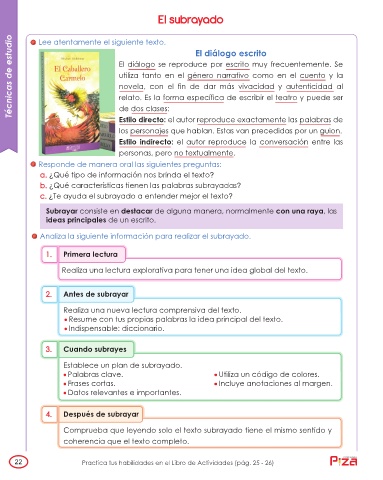 El subrayado
Técnicas de estudio
Lee atentamente el siguiente texto.
El Caballero
Carmelo
El diálogo escrito
El diálogo se reproduce por escrito muy frecuentemente. Se
utiliza tanto en el género narrativo como en el cuento y la
novela, con el fin de dar más vivacidad y autenticidad al
relato. Es la forma específica de escribir el teatro y puede ser
de dos clases:
Estilo directo: el autor reproduce exactamente las palabras de
los personajes que hablan. Estas van precedidas por un guion.
Estilo indirecto: el autor reproduce la conversación entre las
personas, pero no textualmente.
Responde de manera oral las siguientes preguntas:
a. ¿Qué tipo de información nos brinda el texto?
b. ¿Qué características tienen las palabras subrayadas?
c. ¿Te ayuda el subrayado a entender mejor el texto?
Subrayar consiste en destacar de alguna manera, normalmente con una raya, las
ideas principales de un escrito.
Analiza la siguiente información para realizar el subrayado.
1. Primera lectura
Realiza una lectura explorativa para tener una idea global del texto.
2. Antes de subrayar
Realiza una nueva lectura comprensiva del texto.
• Resume con tus propias palabras la idea principal del texto.
• Indispensable: diccionario.
3. Cuando subrayes
Establece un plan de subrayado.
• Palabras clave. • Utiliza un código de colores.
• Frases cortas. • Incluye anotaciones al margen.
• Datos relevantes e importantes.
4. Después de subrayar
Comprueba que leyendo solo el texto subrayado tiene el mismo sentido y
coherencia que el texto completo.
22
Practica tus habilidades en el Libro de Actividades (pág. 25 - 26)